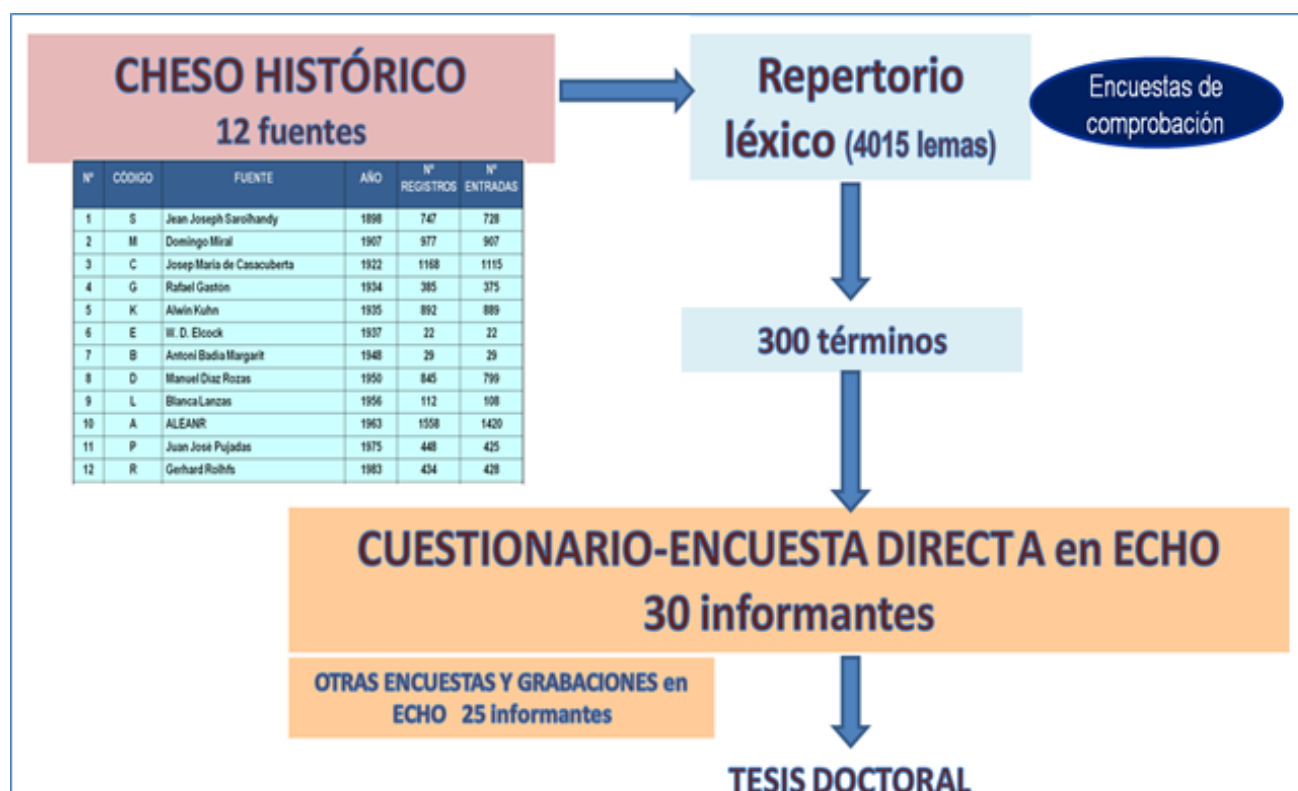 CHESO HISTÓRICO
12 fuentes
Repertorio
léxico (4015 lemas)
Encuestas de
comprobación
Nº CÓDIGO FUENTE AÑO Nº REGISTROS Nº ENTRADAS
1 S Jean Joseph Saroihandy 1898 747 728
2 M Domingo Miral 1907 977 907
3 C Josep Maria de Casacuberta 1922 1168 1115
4 G Rafael Gastón 1934 385 375
5 K Alwin Kuhn 1935 892 889
6 E W. D. Elcock 1937 22 22
7 B Antoni Badia Margarit 1948 29 29
8 D Manuel Díaz Rozas 1950 845 799
9 L Blanca Lanzas 1956 112 108
10 A ALEANR 1963 1558 1420
11 P Juan José Pujadas 1975 448 425
12 R Gerhard Rolhfs 1983 434 428
300 términos
CUESTIONARIO-ENCUESTA DIRECTA en ECHO
30 informantes
OTRAS ENCUESTAS Y GRABACIONES en
ECHO 25 informantes
TESIS DOCTORAL